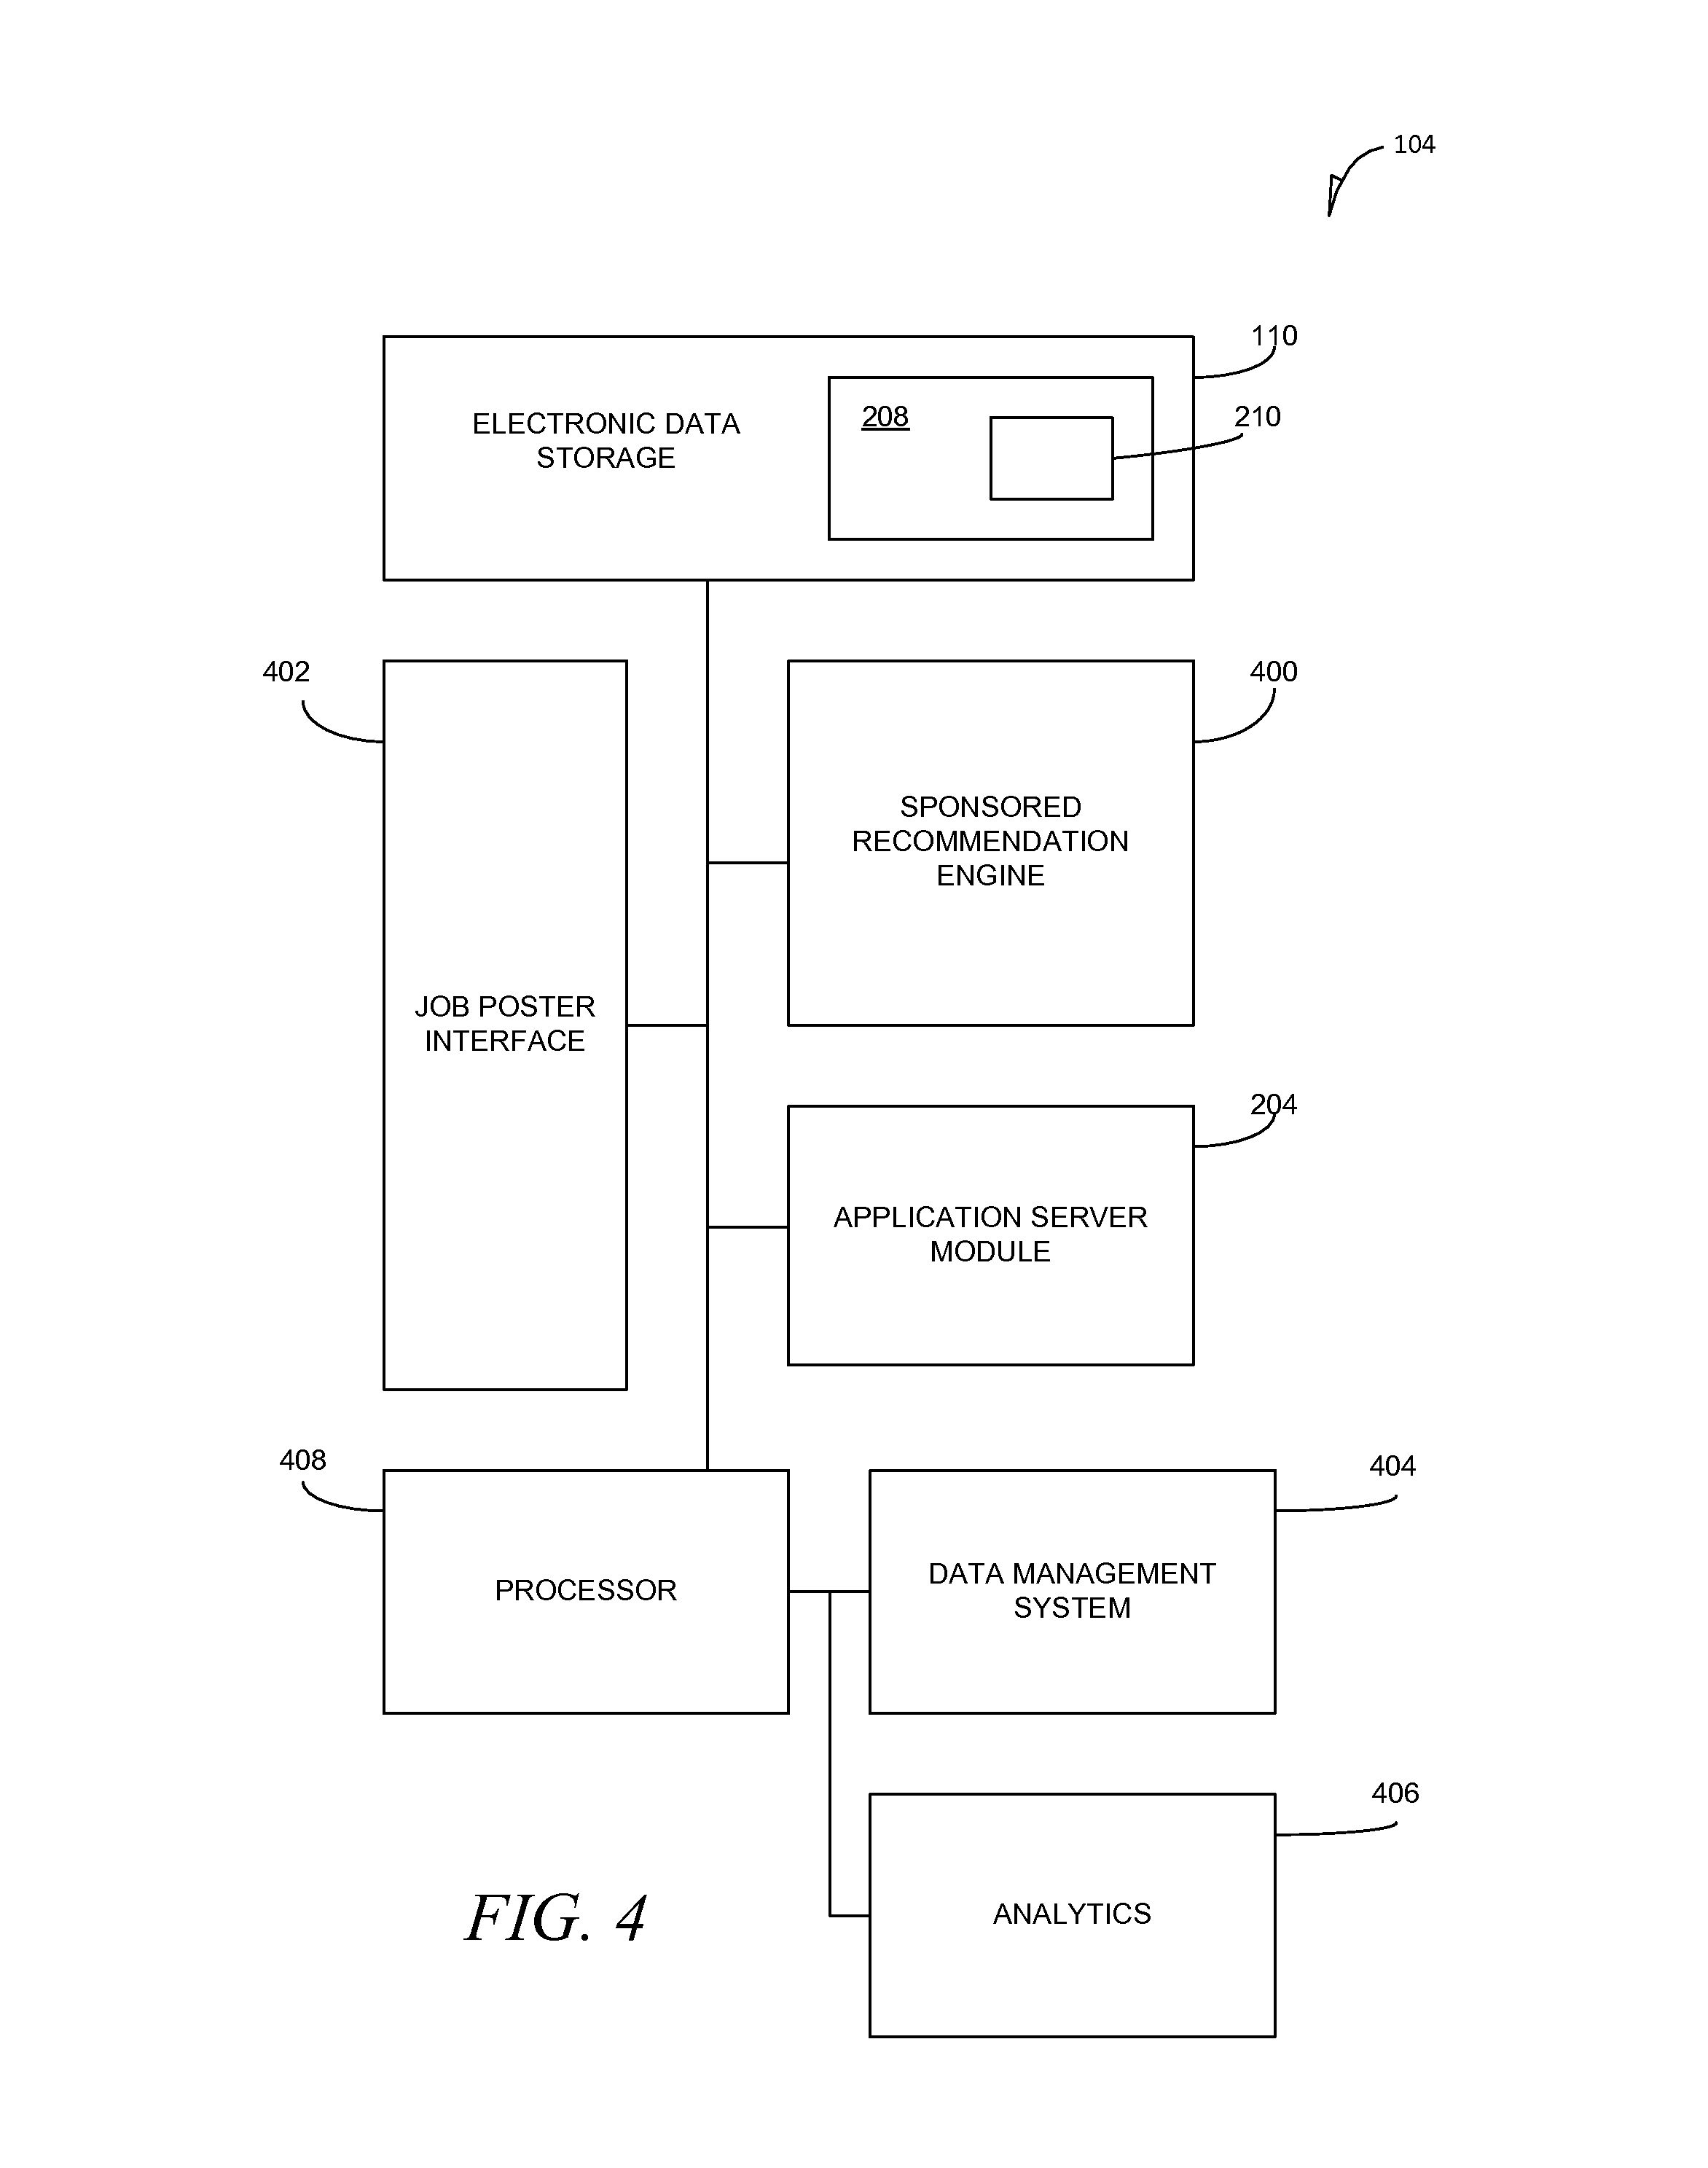 104
110
ELECTRONIC DATA
STORAGE
208
210
402
400
SPONSORED
RECOMMENDATION
ENGINE
JOB POSTER
INTERFACE
204
APPLICATION SERVER
MODULE
408
404
PROCESSOR
DATA MANAGEMENT
SYSTEM
406
ANALYTICS
FIG. 4